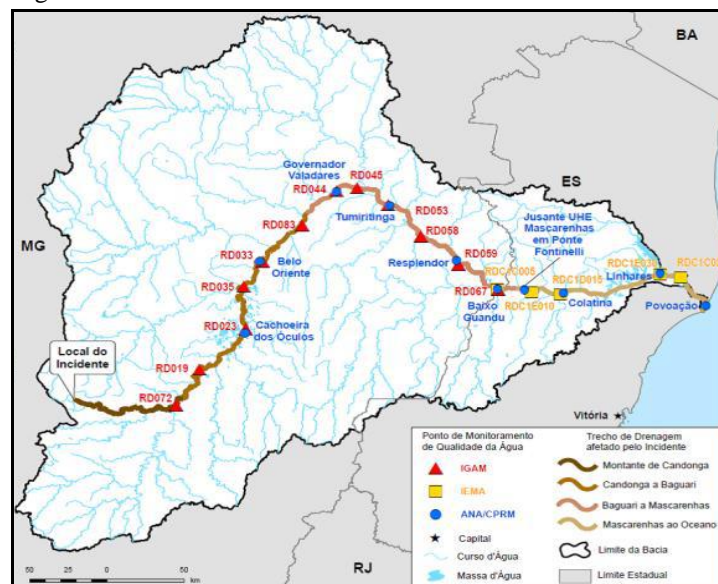 BA
Governador
Valadares
RD045
RD044
ES
MG
RD083
Tumiritinga
RD053
RD058
Jusante UHE
Mascarenhas
em Ponte
Fontinelli
RD033
Belo
Oriente
Resplendor
RD059
Linhares
RD035
RD067
Baixo
Guandu
RDC1E010
RDC1D015
Colatina
Povoação
RD023
Cachoeira
dos Óculos
Local do
Incidente
RD019
RD072
Vitória
Ponto de Monitoramento
de Qualidade da Água
IGAM
IEMA
ANA/CPRM
Capital
Curso d'Água
Massa d'Água
Trecho de Drenagem
afetado pelo Incidente
Montante de Candonga
Candonga a Baguari
Baguari a Mascarenhas
Mascarenhas ao Oceano
Limite da Bacia
Limite Estadual
50 25 0 50
km
RJ